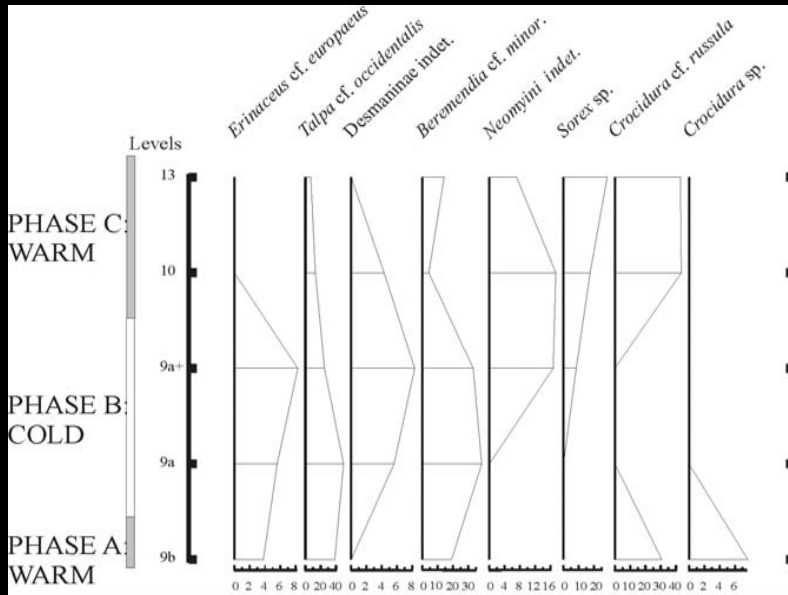 Erinaceus cf. europaeus
Talpa cf. occidentalis
Desmaninae indet.
Beremendia cf. minor.
Neomyini indet.
Sorex sp.
Crocidura cf. russula
Crocidura sp.
Levels
13
PHASE C:
WARM
10
9a+
PHASE B:
COLD
9a
PHASE A:
WARM
9b
0 2 4 6 8 0 20 40 0 2 4 6 8 0 10 20 30 0 4 8 12 16 0 10 20 0 10 20 30 40 0 2 4 6